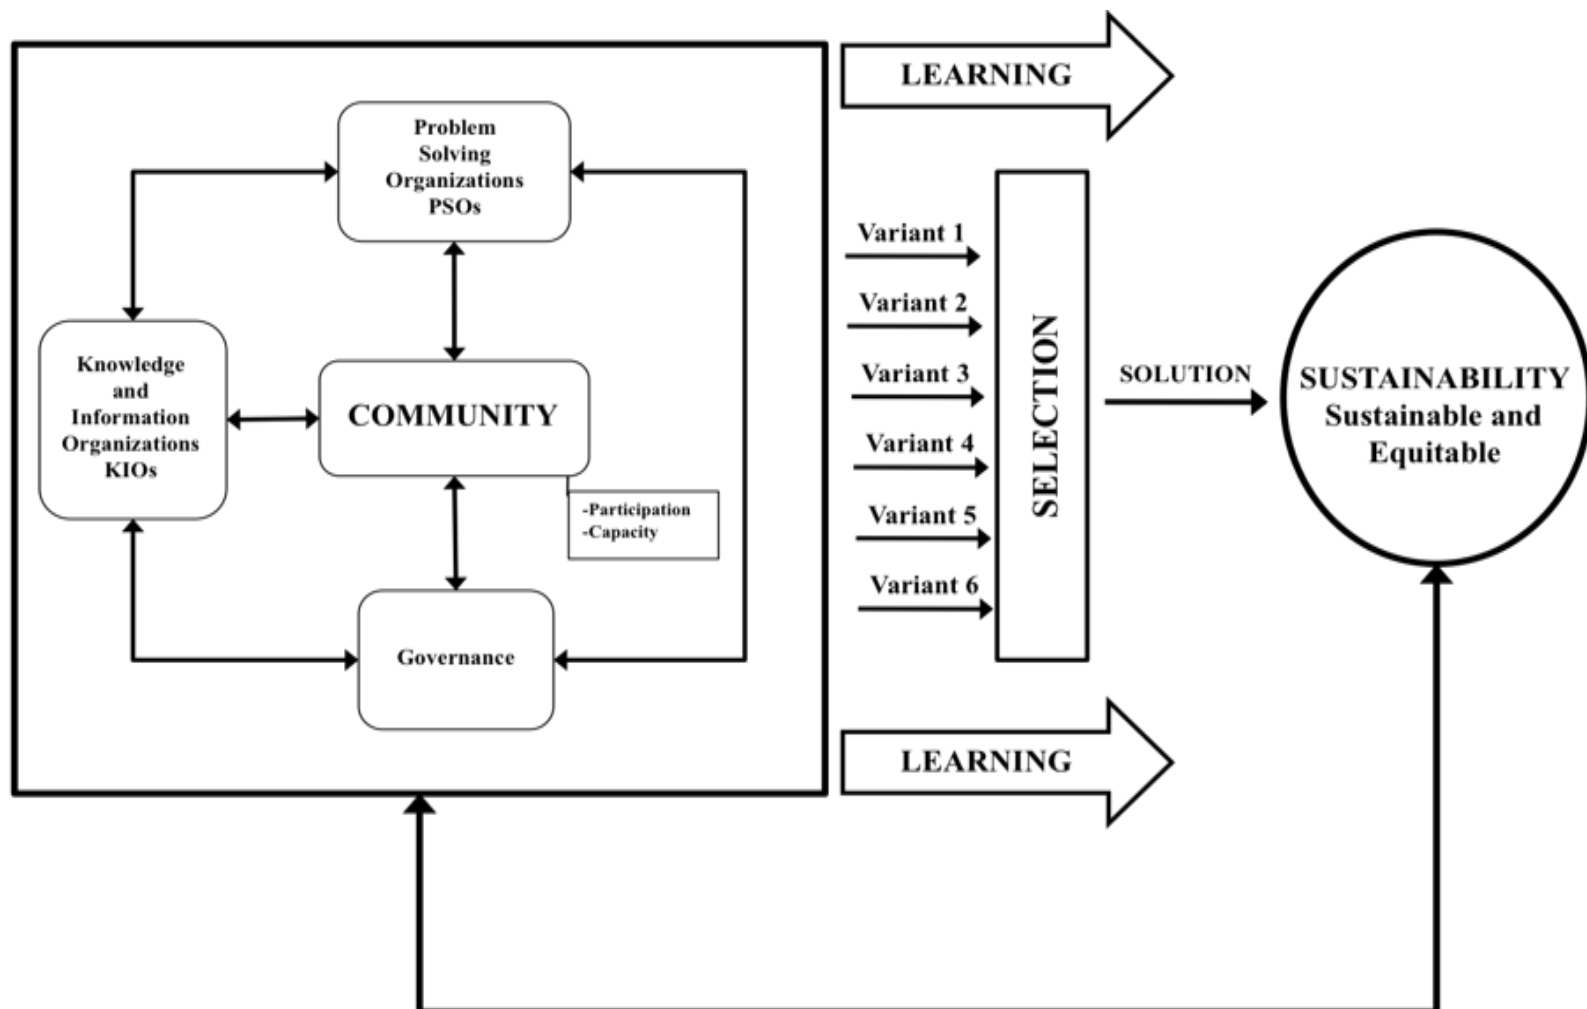 LEARNING
Problem
Solving
Organizations
PSOs
Knowledge
and
Information
Organizations
KIOs
COMMUNITY
-Participation
-Capacity
Governance
Variant 1
Variant 2
Variant 3
Variant 4
Variant 5
Variant 6
SELECTION
SOLUTION
SUSTAINABILITY
Sustainable and
Equitable
LEARNING